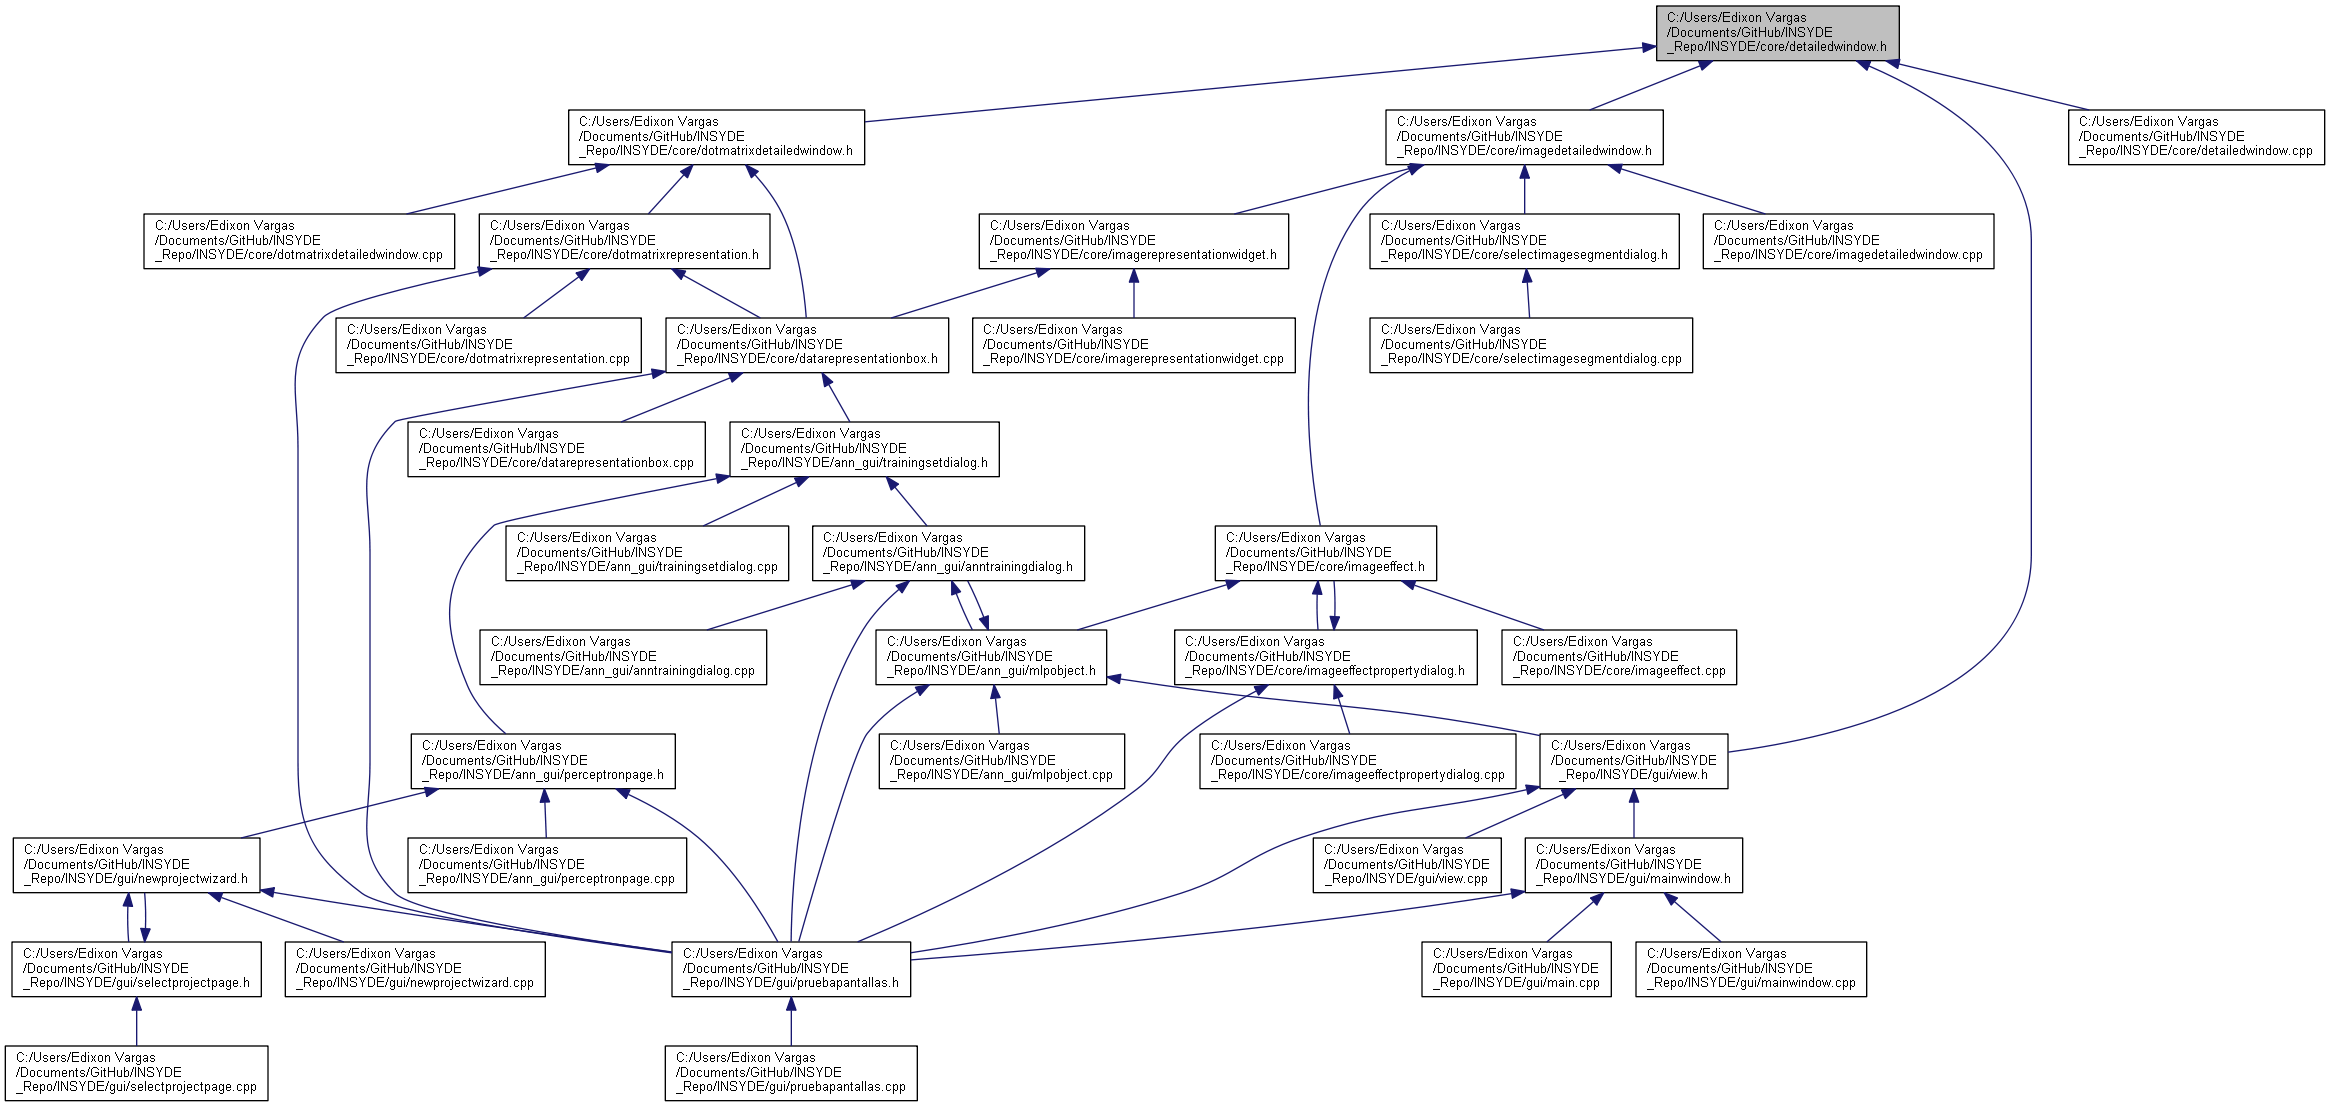 C:/Users/Edixon Vargas
/Documents/GitHub/INSYDE
_Repo/INSYDE/core/detailedwindow.h
C:/Users/Edixon Vargas
/Documents/GitHub/INSYDE
_Repo/INSYDE/core/dotmatrixdetailedwindow.h
C:/Users/Edixon Vargas
/Documents/GitHub/INSYDE
_Repo/INSYDE/core/imagedetailedwindow.h
C:/Users/Edixon Vargas
/Documents/GitHub/INSYDE
_Repo/INSYDE/core/detailedwindow.cpp
C:/Users/Edixon Vargas
/Documents/GitHub/INSYDE
_Repo/INSYDE/core/dotmatrixdetailedwindow.cpp
C:/Users/Edixon Vargas
/Documents/GitHub/INSYDE
_Repo/INSYDE/core/dotmatrixrepresentation.h
C:/Users/Edixon Vargas
/Documents/GitHub/INSYDE
_Repo/INSYDE/core/imagerepresentationwidget.h
C:/Users/Edixon Vargas
/Documents/GitHub/INSYDE
_Repo/INSYDE/core/selectimagesegmentdialog.h
C:/Users/Edixon Vargas
/Documents/GitHub/INSYDE
_Repo/INSYDE/core/imagedetailedwindow.cpp
C:/Users/Edixon Vargas
/Documents/GitHub/INSYDE
_Repo/INSYDE/core/dotmatrixrepresentation.cpp
C:/Users/Edixon Vargas
/Documents/GitHub/INSYDE
_Repo/INSYDE/core/datarepresentationbox.h
C:/Users/Edixon Vargas
/Documents/GitHub/INSYDE
_Repo/INSYDE/core/imagerepresentationwidget.cpp
C:/Users/Edixon Vargas
/Documents/GitHub/INSYDE
_Repo/INSYDE/core/selectimagesegmentdialog.cpp
C:/Users/Edixon Vargas
/Documents/GitHub/INSYDE
_Repo/INSYDE/core/datarepresentationbox.cpp
C:/Users/Edixon Vargas
/Documents/GitHub/INSYDE
_Repo/INSYDE/ann_gui/trainingsetdialog.h
C:/Users/Edixon Vargas
/Documents/GitHub/INSYDE
_Repo/INSYDE/ann_gui/trainingsetdialog.cpp
C:/Users/Edixon Vargas
/Documents/GitHub/INSYDE
_Repo/INSYDE/ann_gui/anntrainingdialog.h
C:/Users/Edixon Vargas
/Documents/GitHub/INSYDE
_Repo/INSYDE/core/imageeffect.h
C:/Users/Edixon Vargas
/Documents/GitHub/INSYDE
_Repo/INSYDE/ann_gui/anntrainingdialog.cpp
C:/Users/Edixon Vargas
/Documents/GitHub/INSYDE
_Repo/INSYDE/ann_gui/mlpobject.h
C:/Users/Edixon Vargas
/Documents/GitHub/INSYDE
_Repo/INSYDE/core/imageeffectpropertydialog.h
C:/Users/Edixon Vargas
/Documents/GitHub/INSYDE
_Repo/INSYDE/core/imageeffect.cpp
C:/Users/Edixon Vargas
/Documents/GitHub/INSYDE
_Repo/INSYDE/ann_gui/perceptronpage.h
C:/Users/Edixon Vargas
/Documents/GitHub/INSYDE
_Repo/INSYDE/ann_gui/mlpobject.cpp
C:/Users/Edixon Vargas
/Documents/GitHub/INSYDE
_Repo/INSYDE/core/imageeffectpropertydialog.cpp
C:/Users/Edixon Vargas
/Documents/GitHub/INSYDE
_Repo/INSYDE/gui/view.h
C:/Users/Edixon Vargas
/Documents/GitHub/INSYDE
_Repo/INSYDE/gui/newprojectwizard.h
C:/Users/Edixon Vargas
/Documents/GitHub/INSYDE
_Repo/INSYDE/ann_gui/perceptronpage.cpp
C:/Users/Edixon Vargas
/Documents/GitHub/INSYDE
_Repo/INSYDE/gui/view.cpp
C:/Users/Edixon Vargas
/Documents/GitHub/INSYDE
_Repo/INSYDE/gui/mainwindow.h
C:/Users/Edixon Vargas
/Documents/GitHub/INSYDE
_Repo/INSYDE/gui/selectprojectpage.h
C:/Users/Edixon Vargas
/Documents/GitHub/INSYDE
_Repo/INSYDE/gui/newprojectwizard.cpp
C:/Users/Edixon Vargas
/Documents/GitHub/INSYDE
_Repo/INSYDE/gui/pruebapantallas.h
C:/Users/Edixon Vargas
/Documents/GitHub/INSYDE
_Repo/INSYDE/gui/main.cpp
C:/Users/Edixon Vargas
/Documents/GitHub/INSYDE
_Repo/INSYDE/gui/mainwindow.cpp
C:/Users/Edixon Vargas
/Documents/GitHub/INSYDE
_Repo/INSYDE/gui/selectprojectpage.cpp
C:/Users/Edixon Vargas
/Documents/GitHub/INSYDE
_Repo/INSYDE/gui/pruebapantallas.cpp